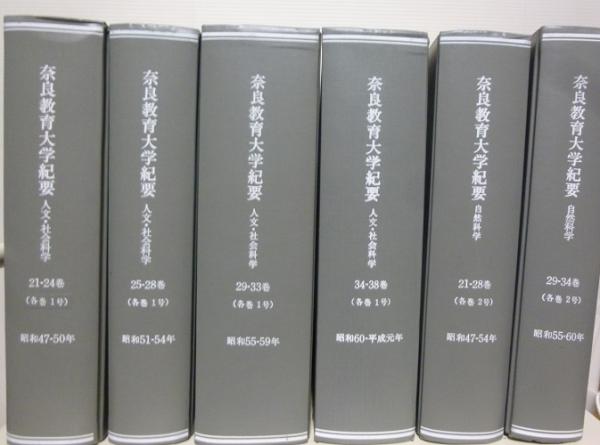 奈良教育大学紀要 人文・社会科学
21-24巻
(各巻1号)
昭和47-50年
奈良教育大学紀要 人文・社会科学
25-28巻
(各巻1号)
昭和51-54年
奈良教育大学紀要 人文・社会科学
29-33巻
(各巻1号)
昭和55-59年
奈良教育大学紀要 人文・社会科学
34-38巻
(各巻1号)
昭和60-平成元年
奈良教育大学紀要 自然科学
21-28巻
(各巻2号)
昭和47-54年
奈良教育大学紀要 自然科学
29-34巻
(各巻2号)
昭和55-60年